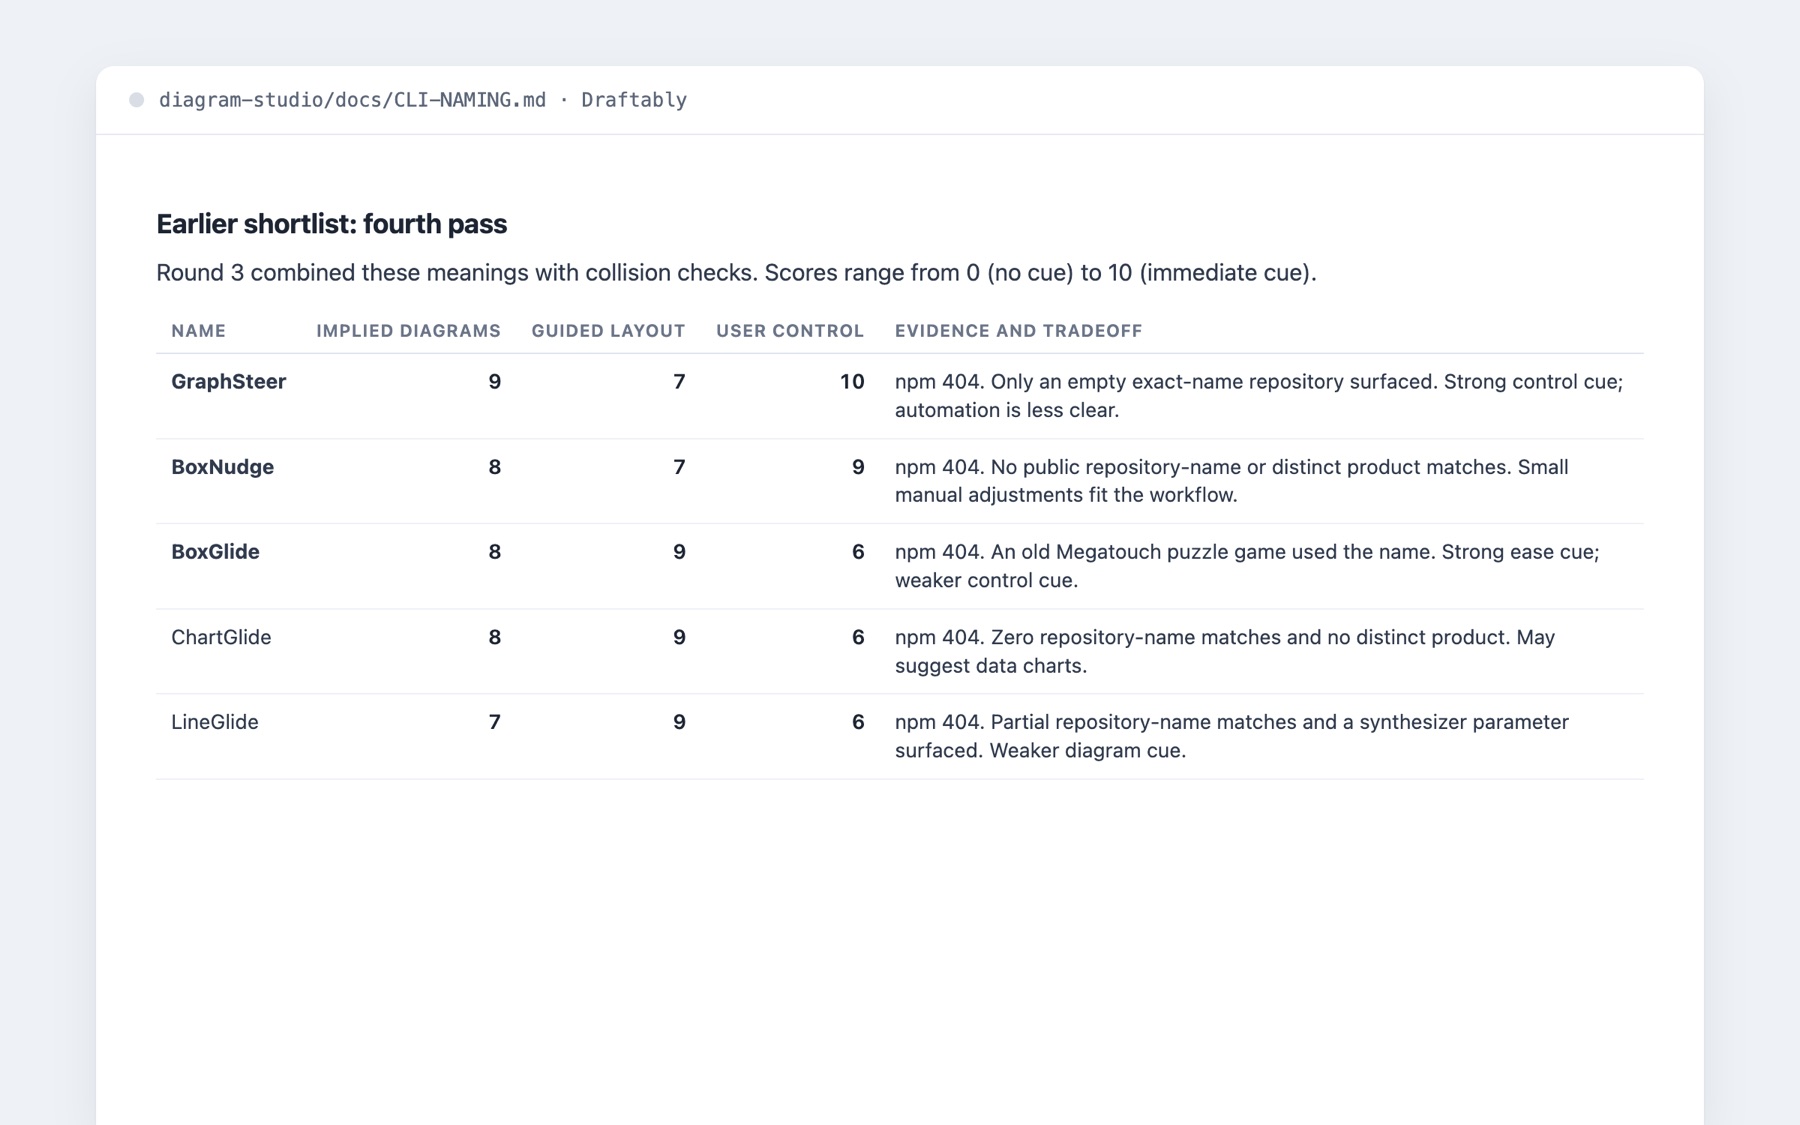 diagram-studio/docs/CLI-NAMING.md · Draftably
Earlier shortlist: fourth pass
Round 3 combined these meanings with collision checks. Scores range from 0 (no cue) to 10 (immediate cue).
NAME IMPLIED DIAGRAMS GUIDED LAYOUT USER CONTROL EVIDENCE AND TRADEOFF
GraphSteer 9 7 10 npm 404. Only an empty exact-name repository surfaced. Strong control cue;
automation is less clear.
BoxNudge 8 7 9 npm 404. No public repository-name or distinct product matches. Small
manual adjustments fit the workflow.
BoxGlide 8 9 6 npm 404. An old Megatouch puzzle game used the name. Strong ease cue;
weaker control cue.
ChartGlide 8 9 6 npm 404. Zero repository-name matches and no distinct product. May
suggest data charts.
LineGlide 7 9 6 npm 404. Partial repository-name matches and a synthesizer parameter
surfaced. Weaker diagram cue.